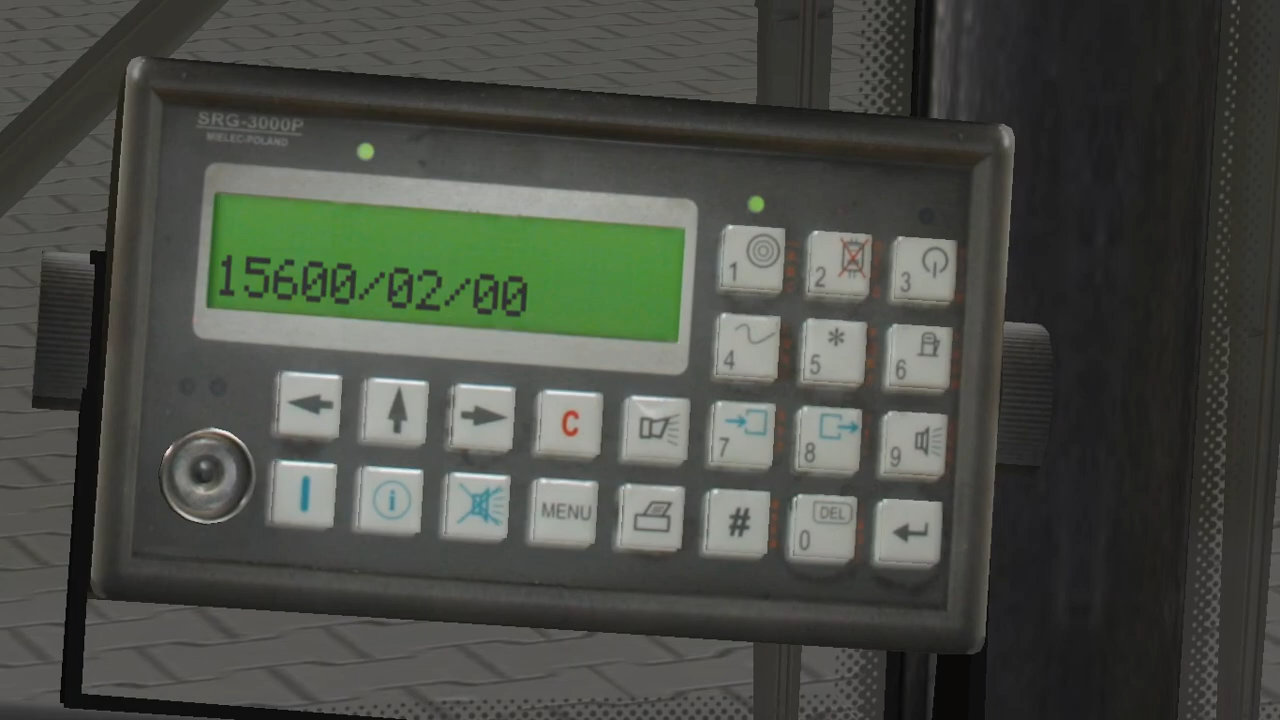 SRG-3000P
MIELEC-POLAND
15600/02/00
1 2 3
4 5 * 6
C 7 8 9
i MENU # 0 DEL